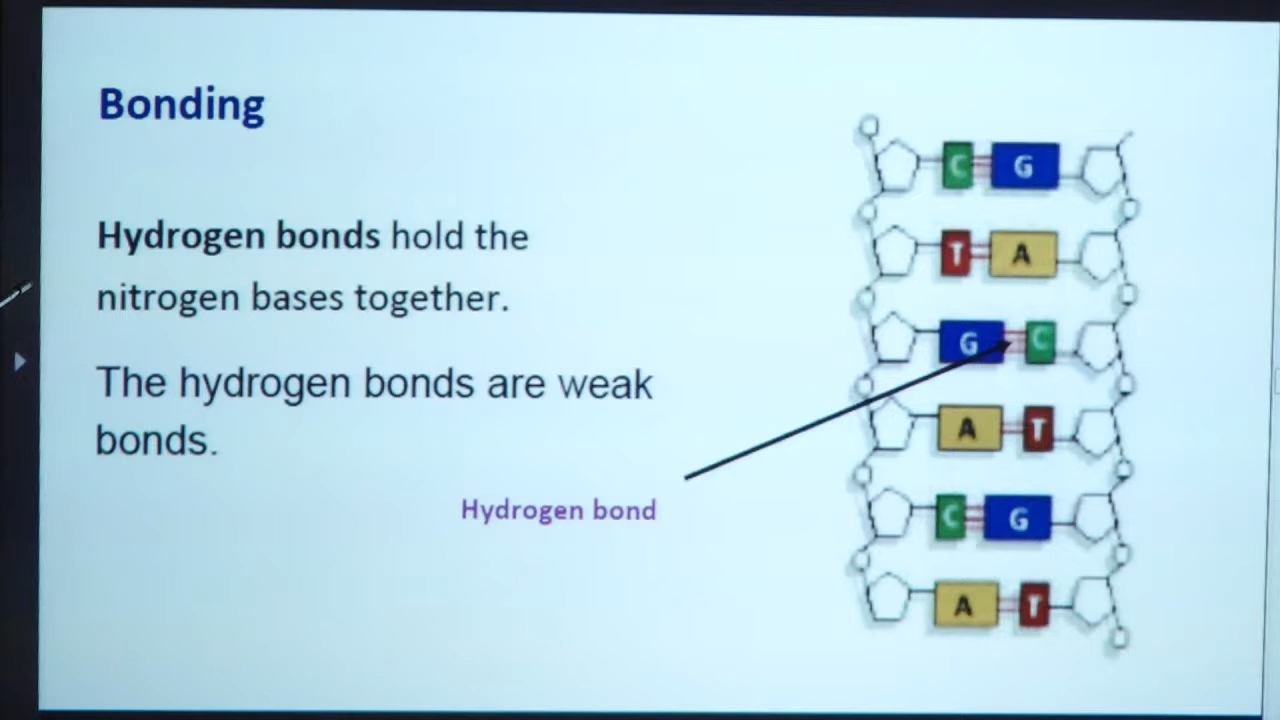 Bonding
Hydrogen bonds hold the
nitrogen bases together.
The hydrogen bonds are weak
bonds.
Hydrogen bond
C G
T A
G C
A T
C G
A T